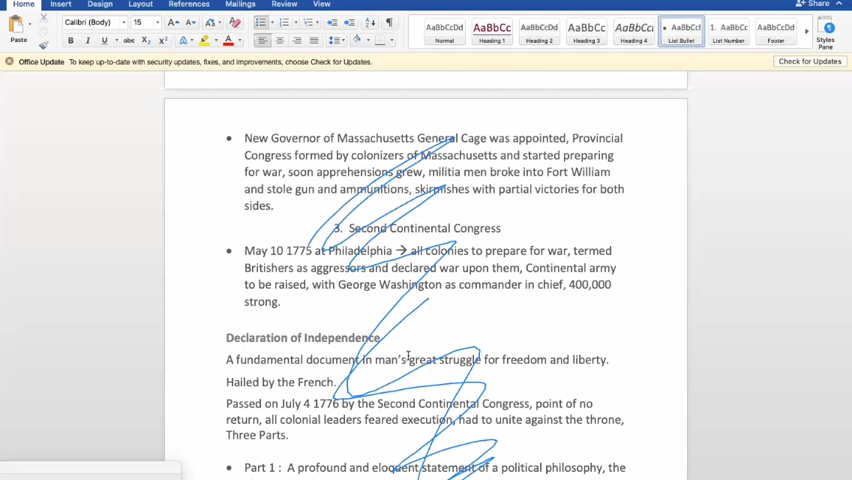 Home Insert Design Layout References Mailings Review View Share
Paste Calibri (Body) 15 A A Aa AaBbCcDd AaBbCc AaBbCcDd AaBbCcDd AaBbCcDd AaBbCcI AaBbCcDd AaBbCcDd
B I U abc X₂ X² A A Normal Heading 1 Heading 2 Heading 3 Heading 4 List Bullet List Number Footer Styles Pane
Office Update To keep up-to-date with security updates, fixes, and improvements, choose Check for Updates. Check for Updates
• New Governor of Massachusetts General Cage was appointed, Provincial
Congress formed by colonizers of Massachusetts and started preparing
for war, soon apprehensions grew, militia men broke into Fort William
and stole gun and ammunitions, skirmishes with partial victories for both
sides.
3. Second Continental Congress
• May 10 1775 at Philadelphia → all colonies to prepare for war, termed
Britishers as aggressors and declared war upon them, Continental army
to be raised, with George Washington as commander in chief, 400,000
strong.
Declaration of Independence
A fundamental document in man's great struggle for freedom and liberty.
Hailed by the French.
Passed on July 4 1776 by the Second Continental Congress, point of no
return, all colonial leaders feared execution, had to unite against the throne,
Three Parts.
• Part 1 : A profound and eloquent statement of a political philosophy, the